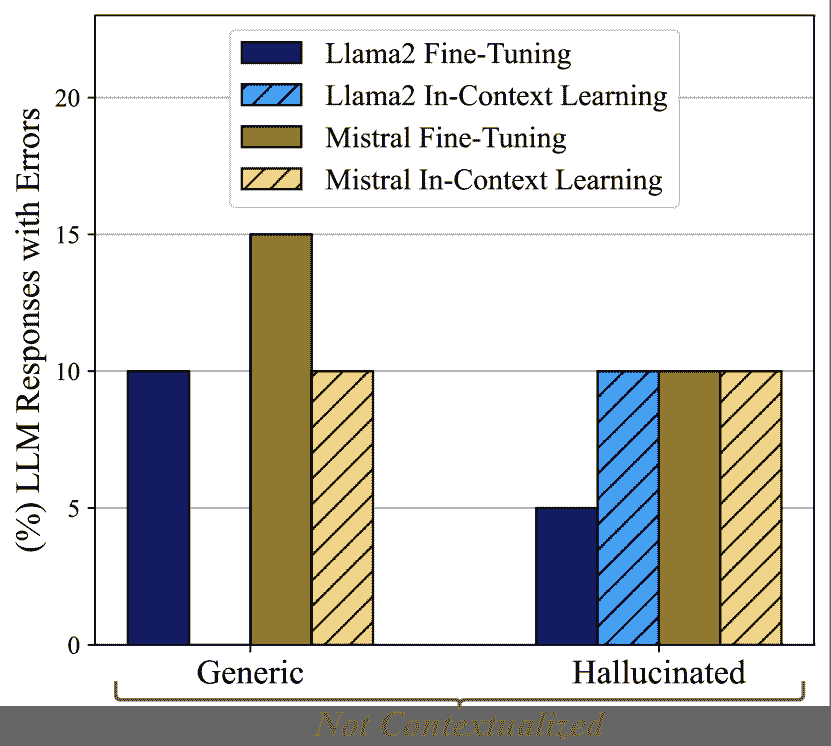 Llama2 Fine-Tuning
Llama2 In-Context Learning
Mistral Fine-Tuning
Mistral In-Context Learning
(%) LLM Responses with Errors
20
15
10
5
0
Generic
Hallucinated
Not Contextualized